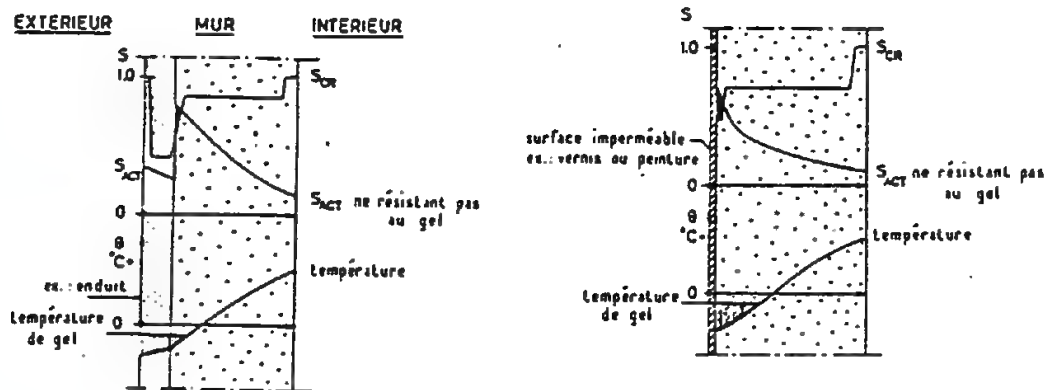 EXTERIEUR MUR INTÉRIEUR
S
1.0
S_CR
S_ACT
0
S_ACT ne résistant pas
au gel
θ
°C
ex.: enduit
température
température
de gel
0
S
1.0
S_CR
surface imperméable
ex.: vernis ou peinture
S_ACT ne résistant pas
au gel
0
θ
°C
température
température
de gel
0